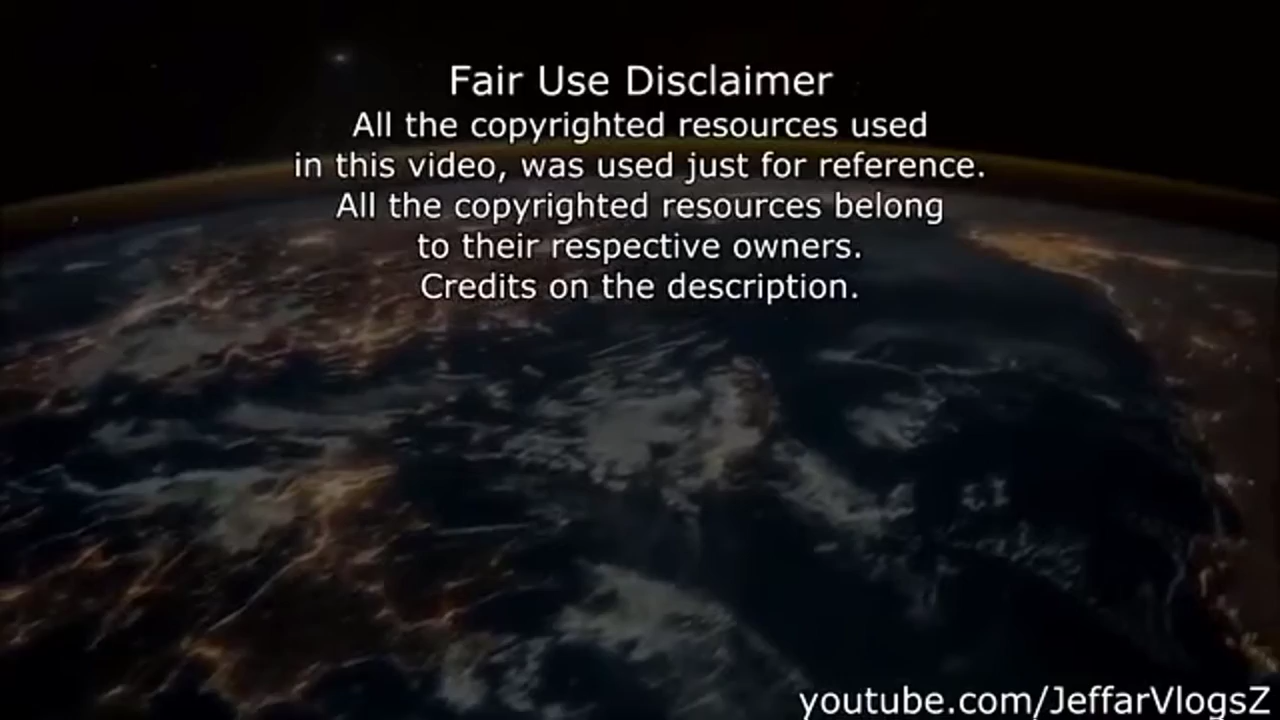 Fair Use Disclaimer
All the copyrighted resources used
in this video, was used just for reference.
All the copyrighted resources belong
to their respective owners.
Credits on the description.
youtube.com/JeffarVlogsZ